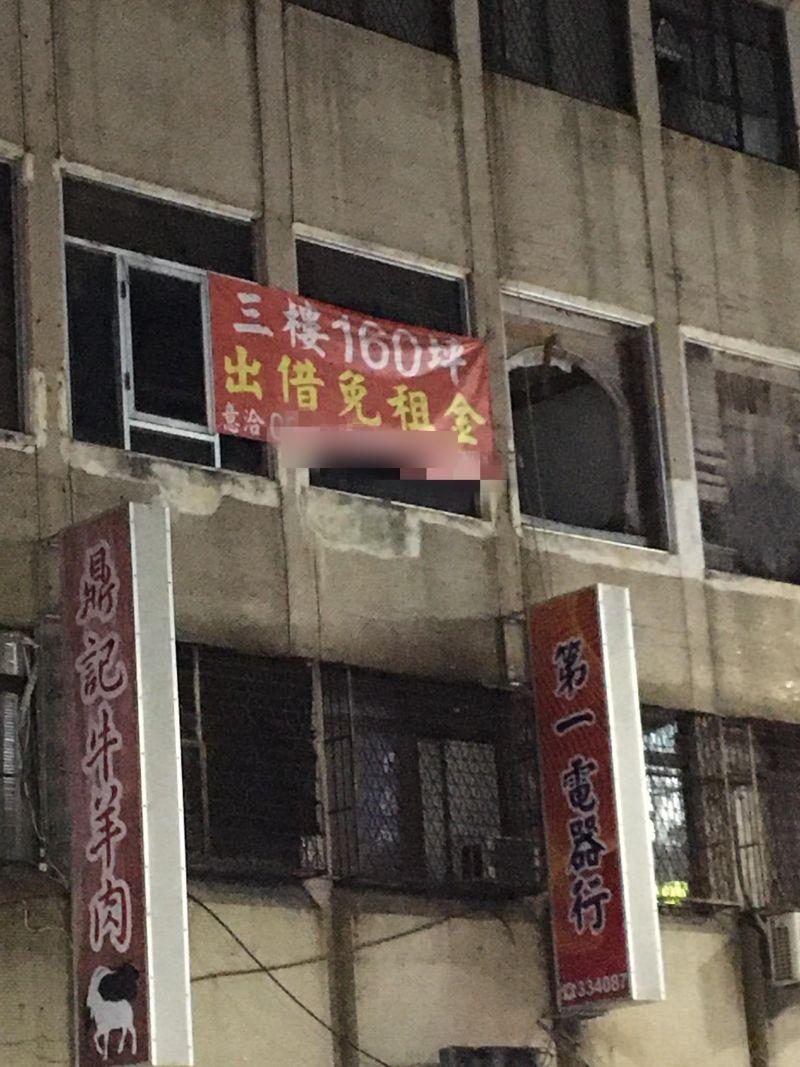 三樓160坪
出借免租金
意洽
鼎記牛羊肉
第一電器行
☎334087